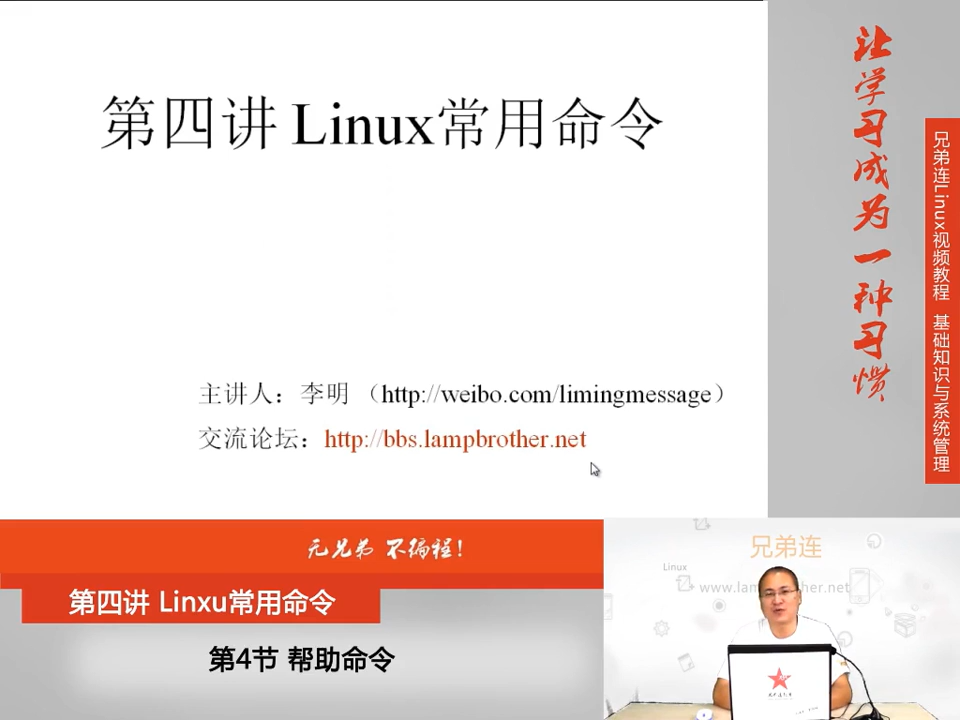 第四讲 Linux常用命令
主讲人：李明 （http://weibo.com/limingmessage）
交流论坛：http://bbs.lampbrother.net
让学习成为一种习惯
兄弟连Linux视频教程 基础知识与系统管理
无兄弟 不编程！
第四讲 Linxu常用命令
第4节 帮助命令
兄弟连
Linux